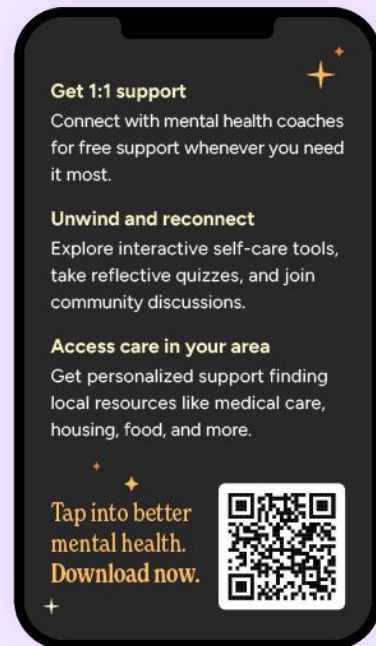 Get 1:1 support
Connect with mental health coaches
for free support whenever you need
it most.
Unwind and reconnect
Explore interactive self-care tools,
take reflective quizzes, and join
community discussions.
Access care in your area
Get personalized support finding
local resources like medical care,
housing, food, and more.
Tap into better
mental health.
Download now.